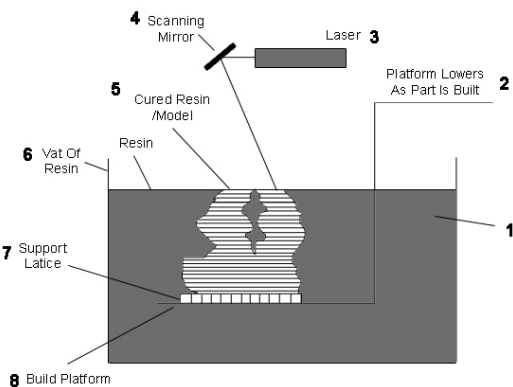 4 Scanning
Mirror
Laser 3
Platform Lowers
As Part Is Built
2
5
Cured Resin
/Model
6 Vat Of
Resin
Resin
1
7 Support
Latice
8 Build Platform